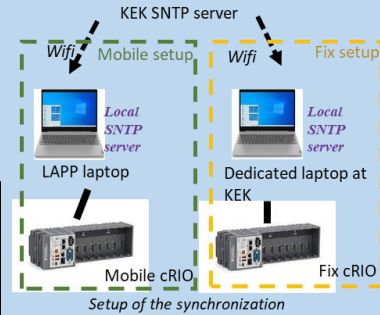 KEK SNTP server
Wifi
Mobile setup
Wifi
Fix setup
Local
SNTP
server
Local
SNTP
server
LAPP laptop
Dedicated laptop at
KEK
Mobile cRIO
Fix cRIO
Setup of the synchronization